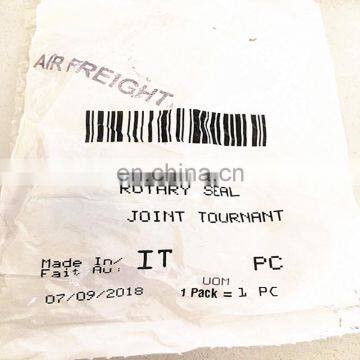 AIR FREIGHT
en.china.cn
ROTARY SEAL
JOINT TOURNANT
Made In/ IT PC
Fait Au:
UOM
07/09/2018 1 Pack = 1 PC